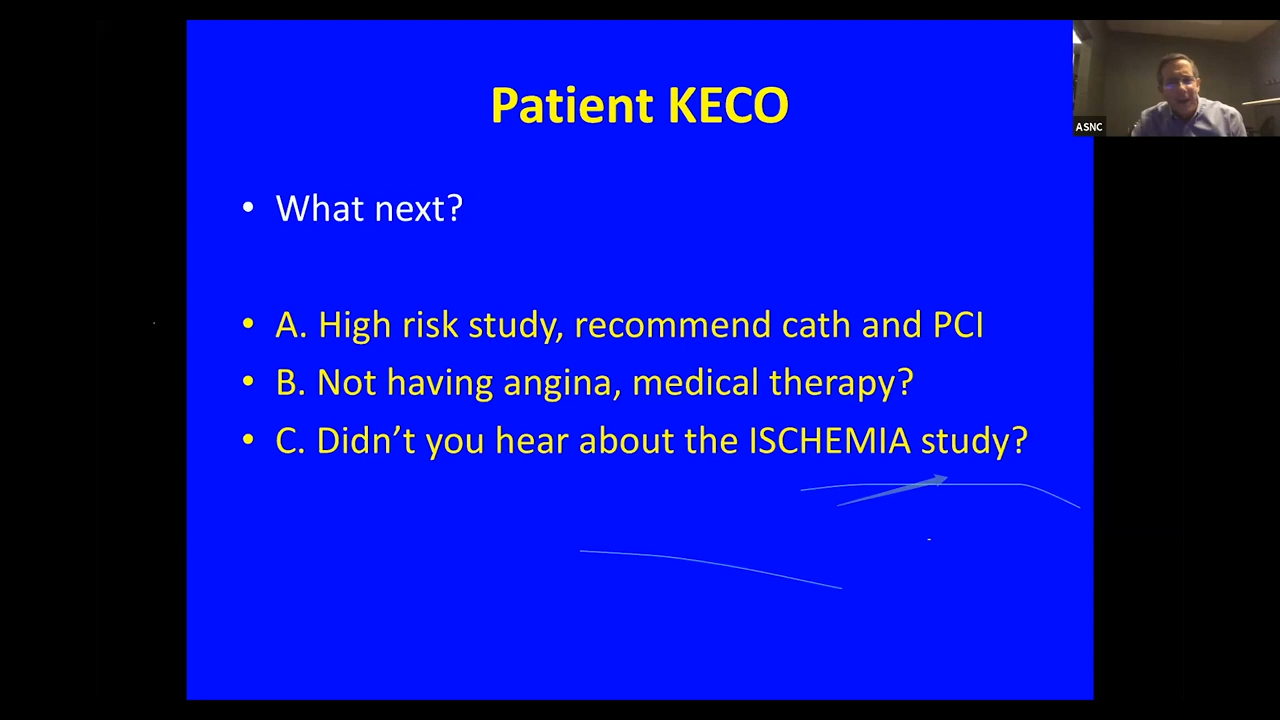 Patient KECO
• What next?
• A. High risk study, recommend cath and PCI
• B. Not having angina, medical therapy?
• C. Didn’t you hear about the ISCHEMIA study?
ASNC